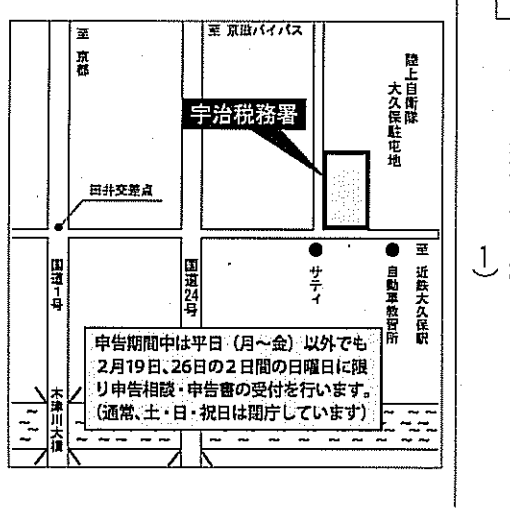 至 京都
至 京滋バイパス
陸上自衛隊
大久保駐屯地
宇治税務署
田井交差点
国道1号
国道24号
サティ
自動車教習所
至 近鉄大久保駅
申告期間中は平日(月~金)以外でも
2月19日、26日の2日間の日曜日に限
り申告相談・申告書の受付を行います。
(通常、土・日・祝日は閉庁しています)
木津川大橋
1